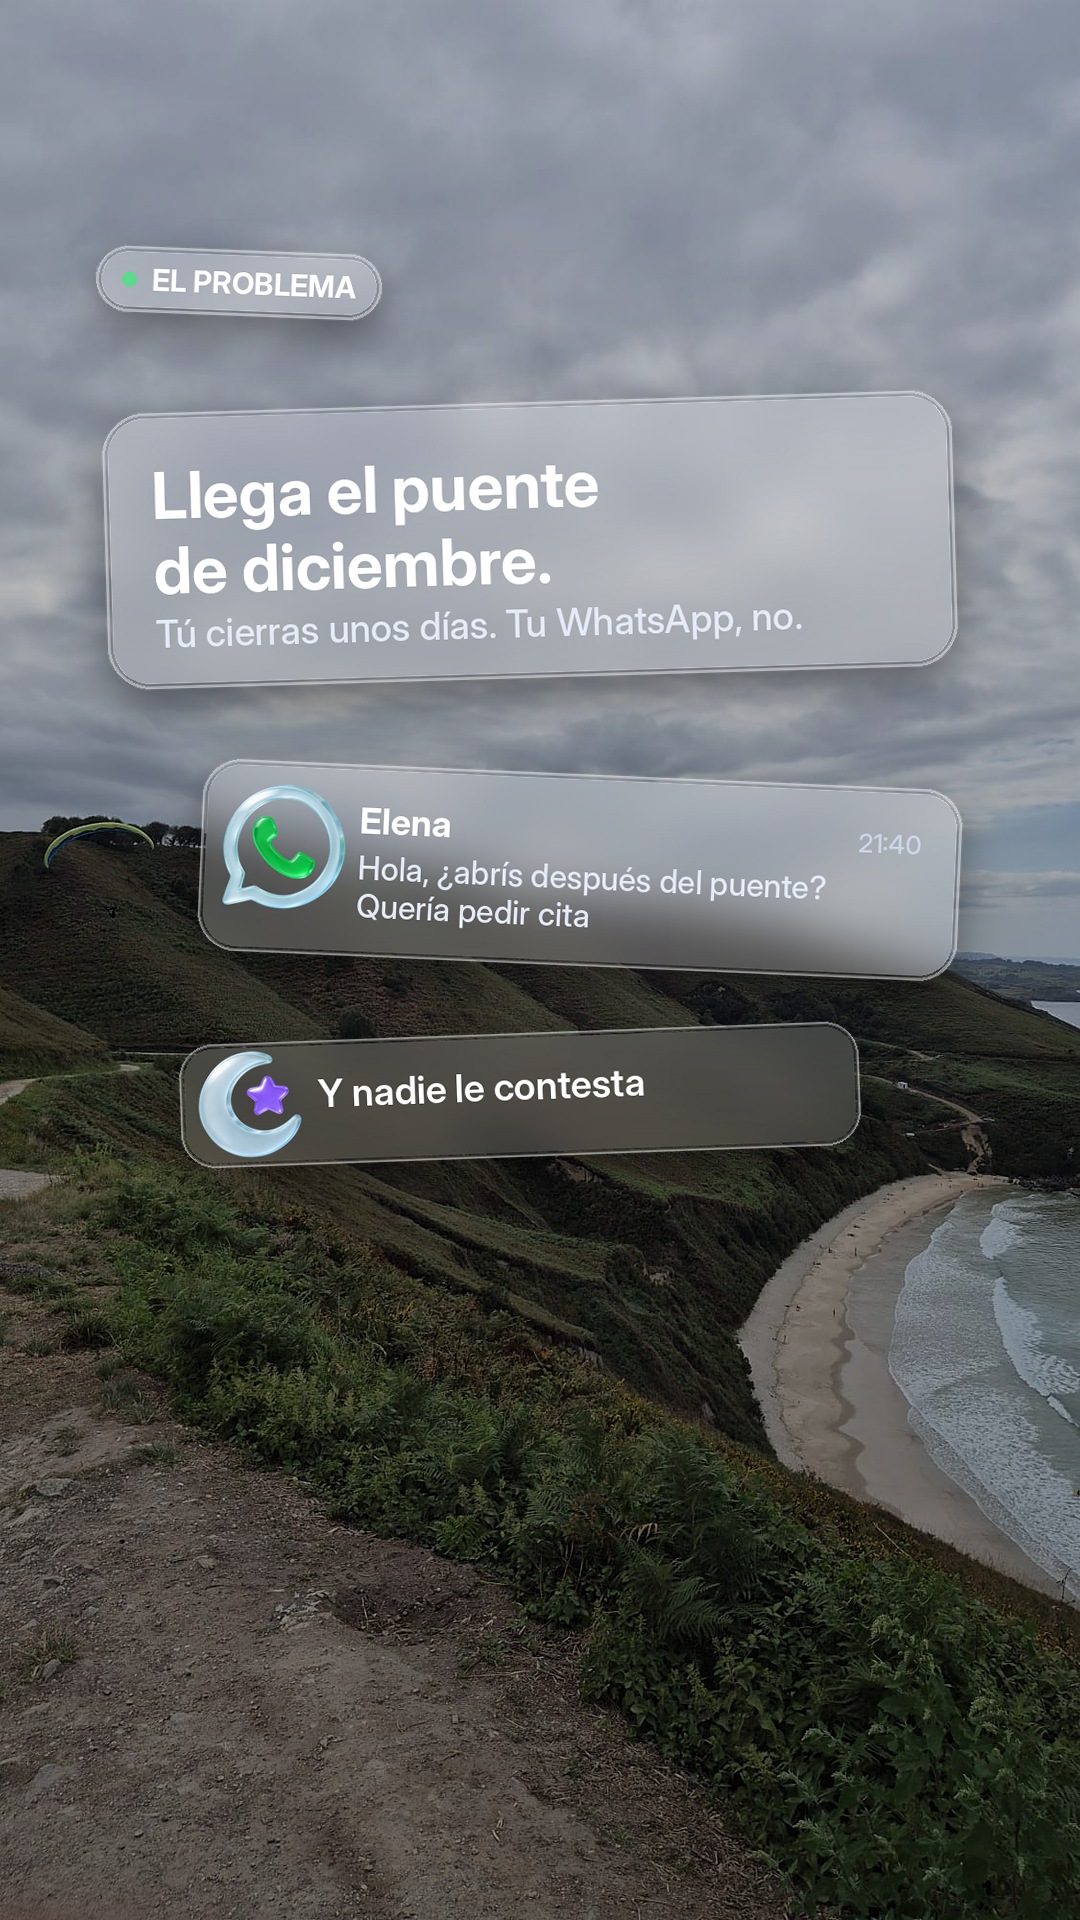 EL PROBLEMA
Llega el puente
de diciembre.
Tú cierras unos días. Tu WhatsApp, no.
Elena
21:40
Hola, ¿abrís después del puente?
Quería pedir cita
Y nadie le contesta